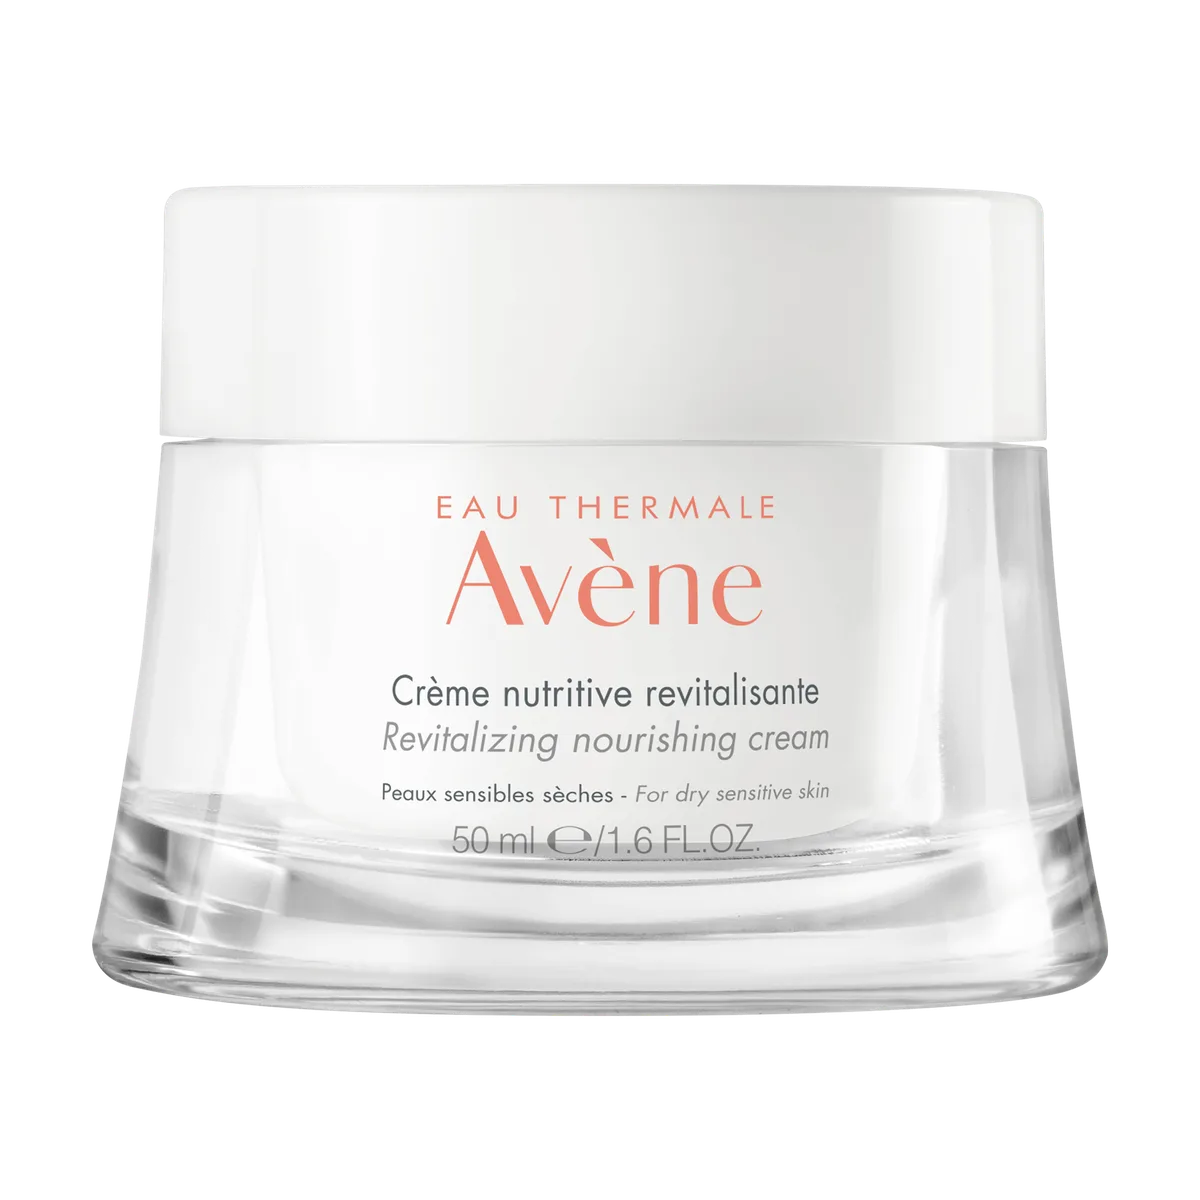 EAU THERMALE
Avène
Crème nutritive revitalisante
Revitalizing nourishing cream
Peaux sensibles sèches - For dry sensitive skin
50 ml ℮/1.6 FL.OZ.